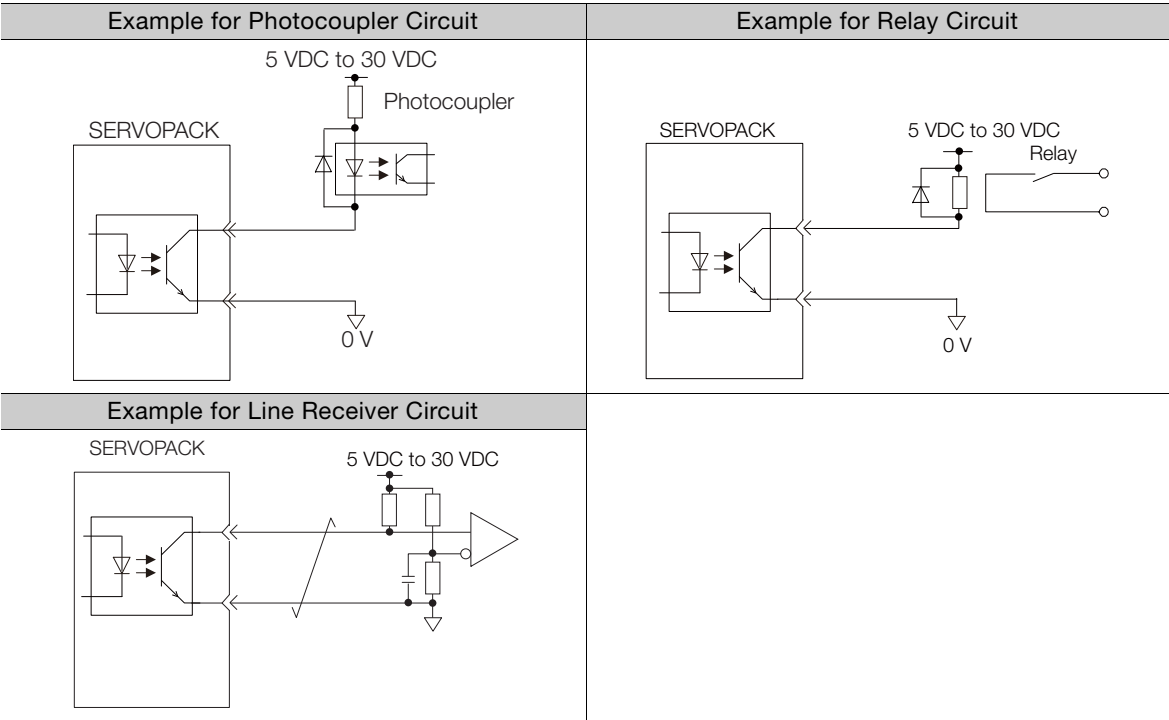 Example for Photocoupler Circuit
Example for Relay Circuit
5 VDC to 30 VDC
Photocoupler
SERVOPACK
0 V
SERVOPACK
5 VDC to 30 VDC
Relay
0 V
Example for Line Receiver Circuit
SERVOPACK
5 VDC to 30 VDC